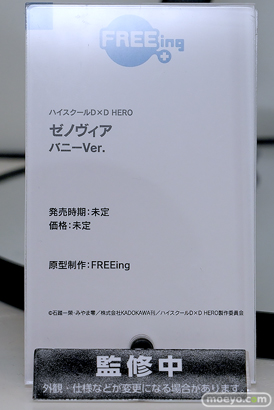 FREEing
ハイスクールD×D HERO
ゼノヴィア
バニーVer.
発売時期:未定
価格:未定
原型制作:FREEing
©石踏一榮・みやま零/株式会社KADOKAWA刊/ハイスクールD×D HERO製作委員会
監修中
外観・仕様などが変更になる場合があります
moeyo.com